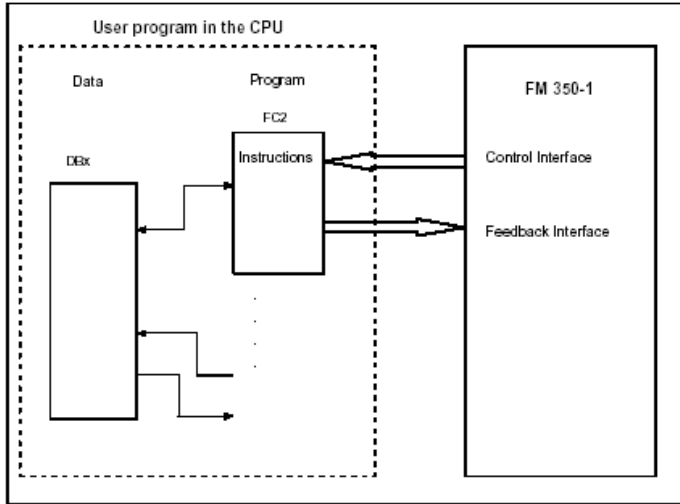 User program in the CPU
Data
Program
FM 350-1
FC2
DBx
Instructions
Control Interface
Feedback Interface